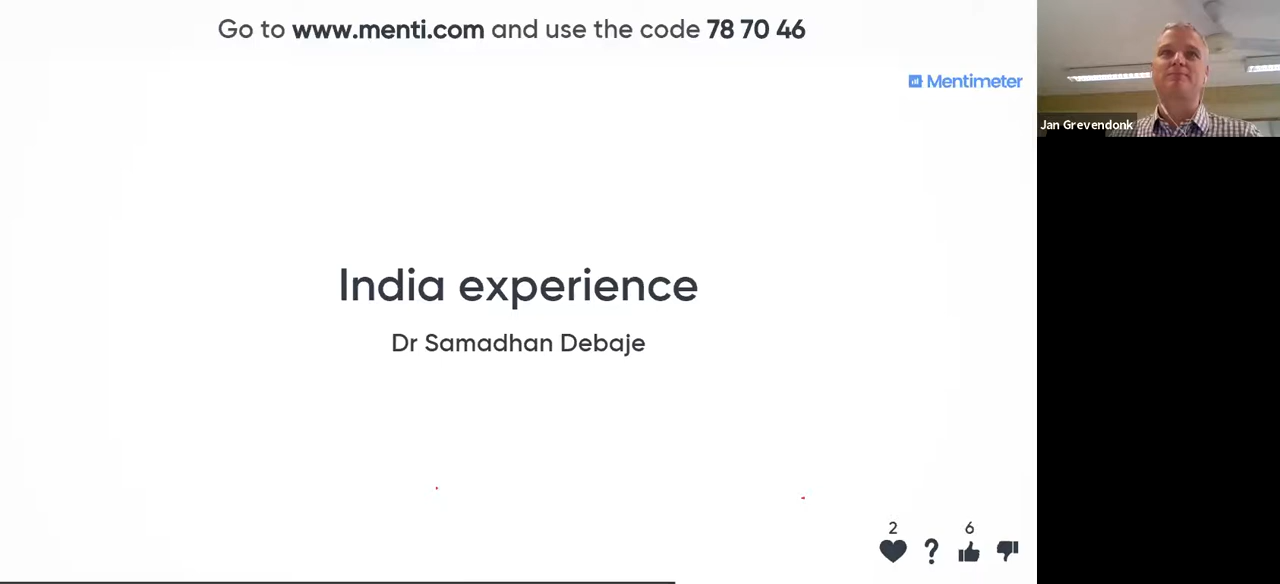 Go to www.menti.com and use the code 78 70 46
Mentimeter
Jan Grevendonk
India experience
Dr Samadhan Debaje
2
6
?